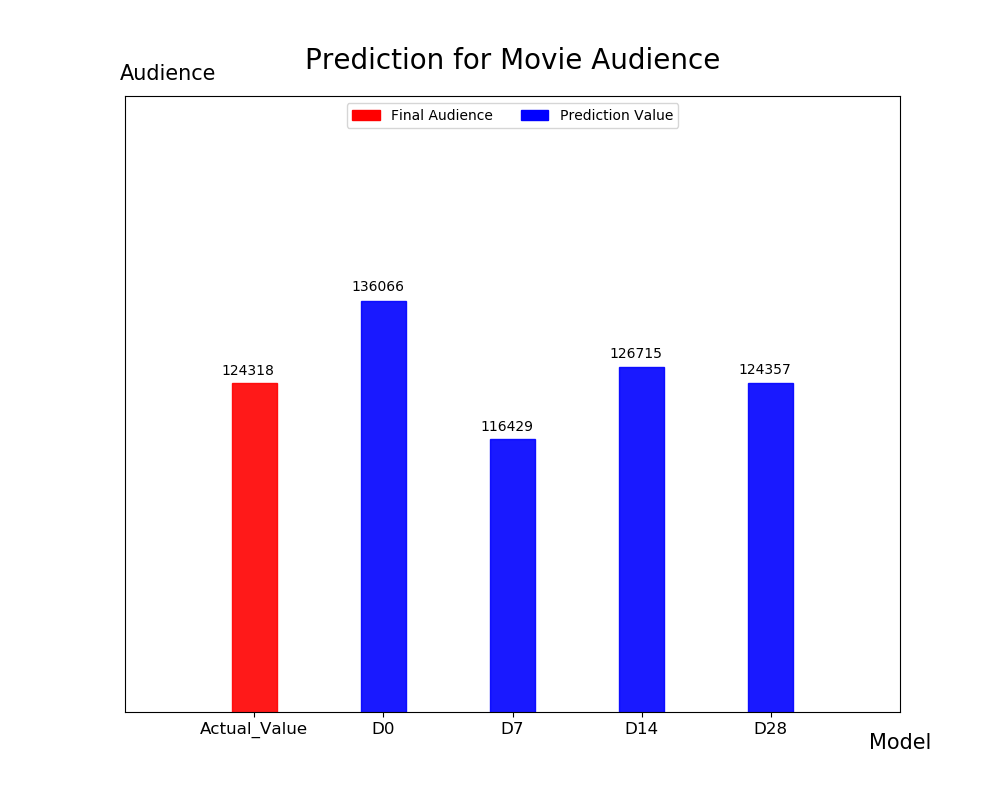 Prediction for Movie Audience
Audience
Final Audience Prediction Value
136066
124318
126715
124357
116429
Actual_Value D0 D7 D14 D28
Model